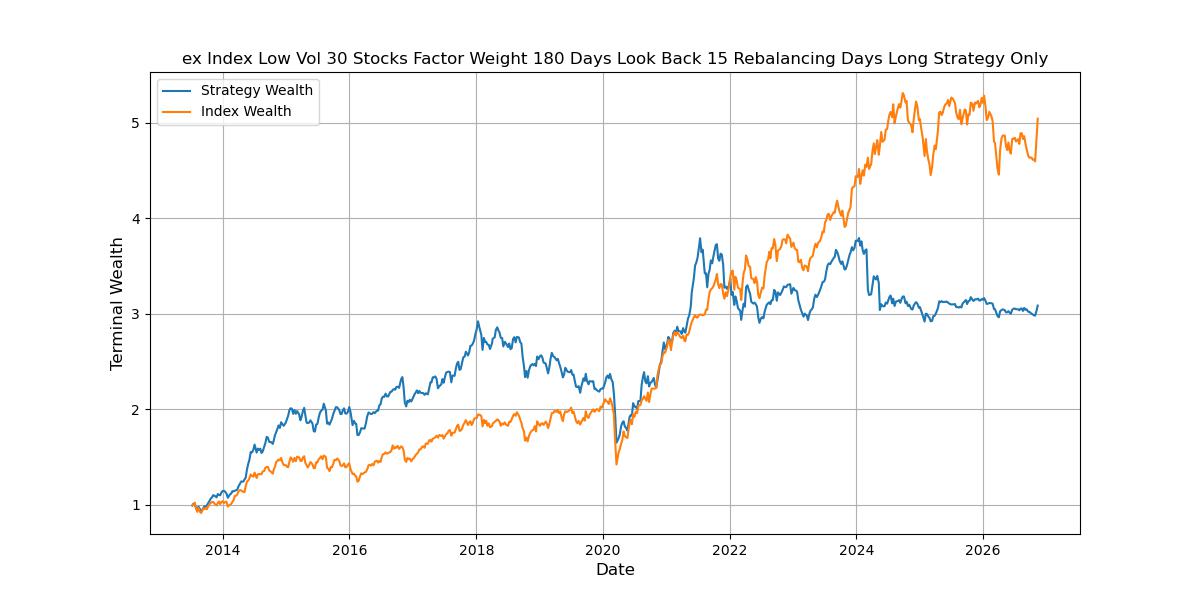 ex Index Low Vol 30 Stocks Factor Weight 180 Days Look Back 15 Rebalancing Days Long Strategy Only
Strategy Wealth
Index Wealth
Terminal Wealth
5
4
3
2
1
2014 2016 2018 2020 2022 2024 2026
Date